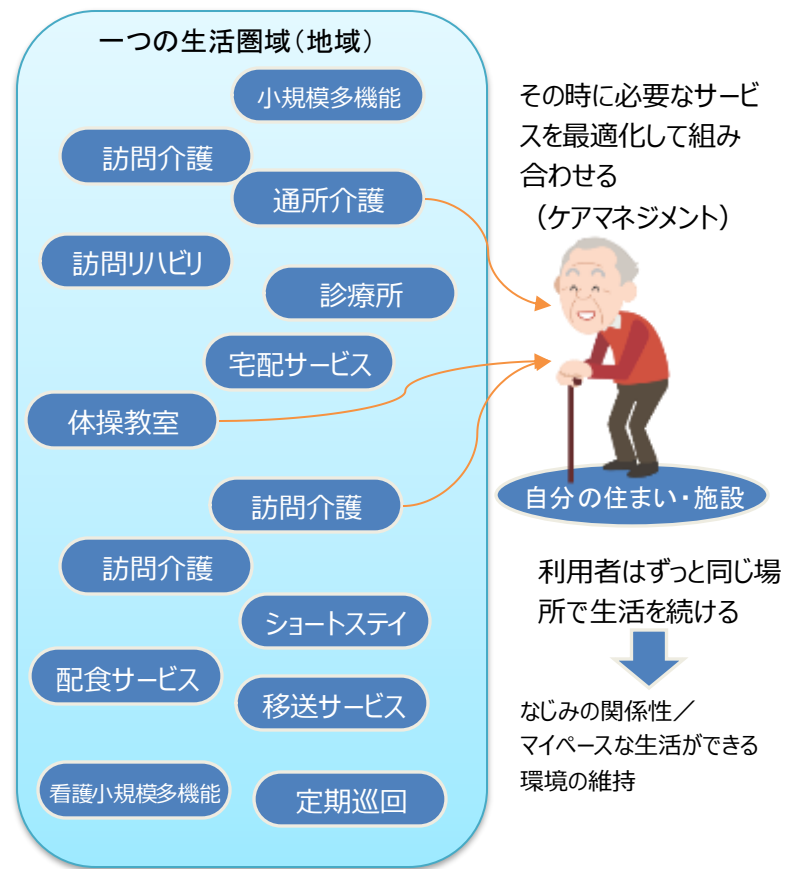 一つの生活圏域(地域)
小規模多機能
訪問介護
通所介護
訪問リハビリ
診療所
宅配サービス
体操教室
訪問介護
訪問介護
ショートステイ
配食サービス
移送サービス
看護小規模多機能
定期巡回
その時に必要なサービ
スを最適化して組み
合わせる
(ケアマネジメント)
自分の住まい・施設
利用者はずっと同じ場
所で生活を続ける
なじみの関係性/
マイペースな生活ができる
環境の維持